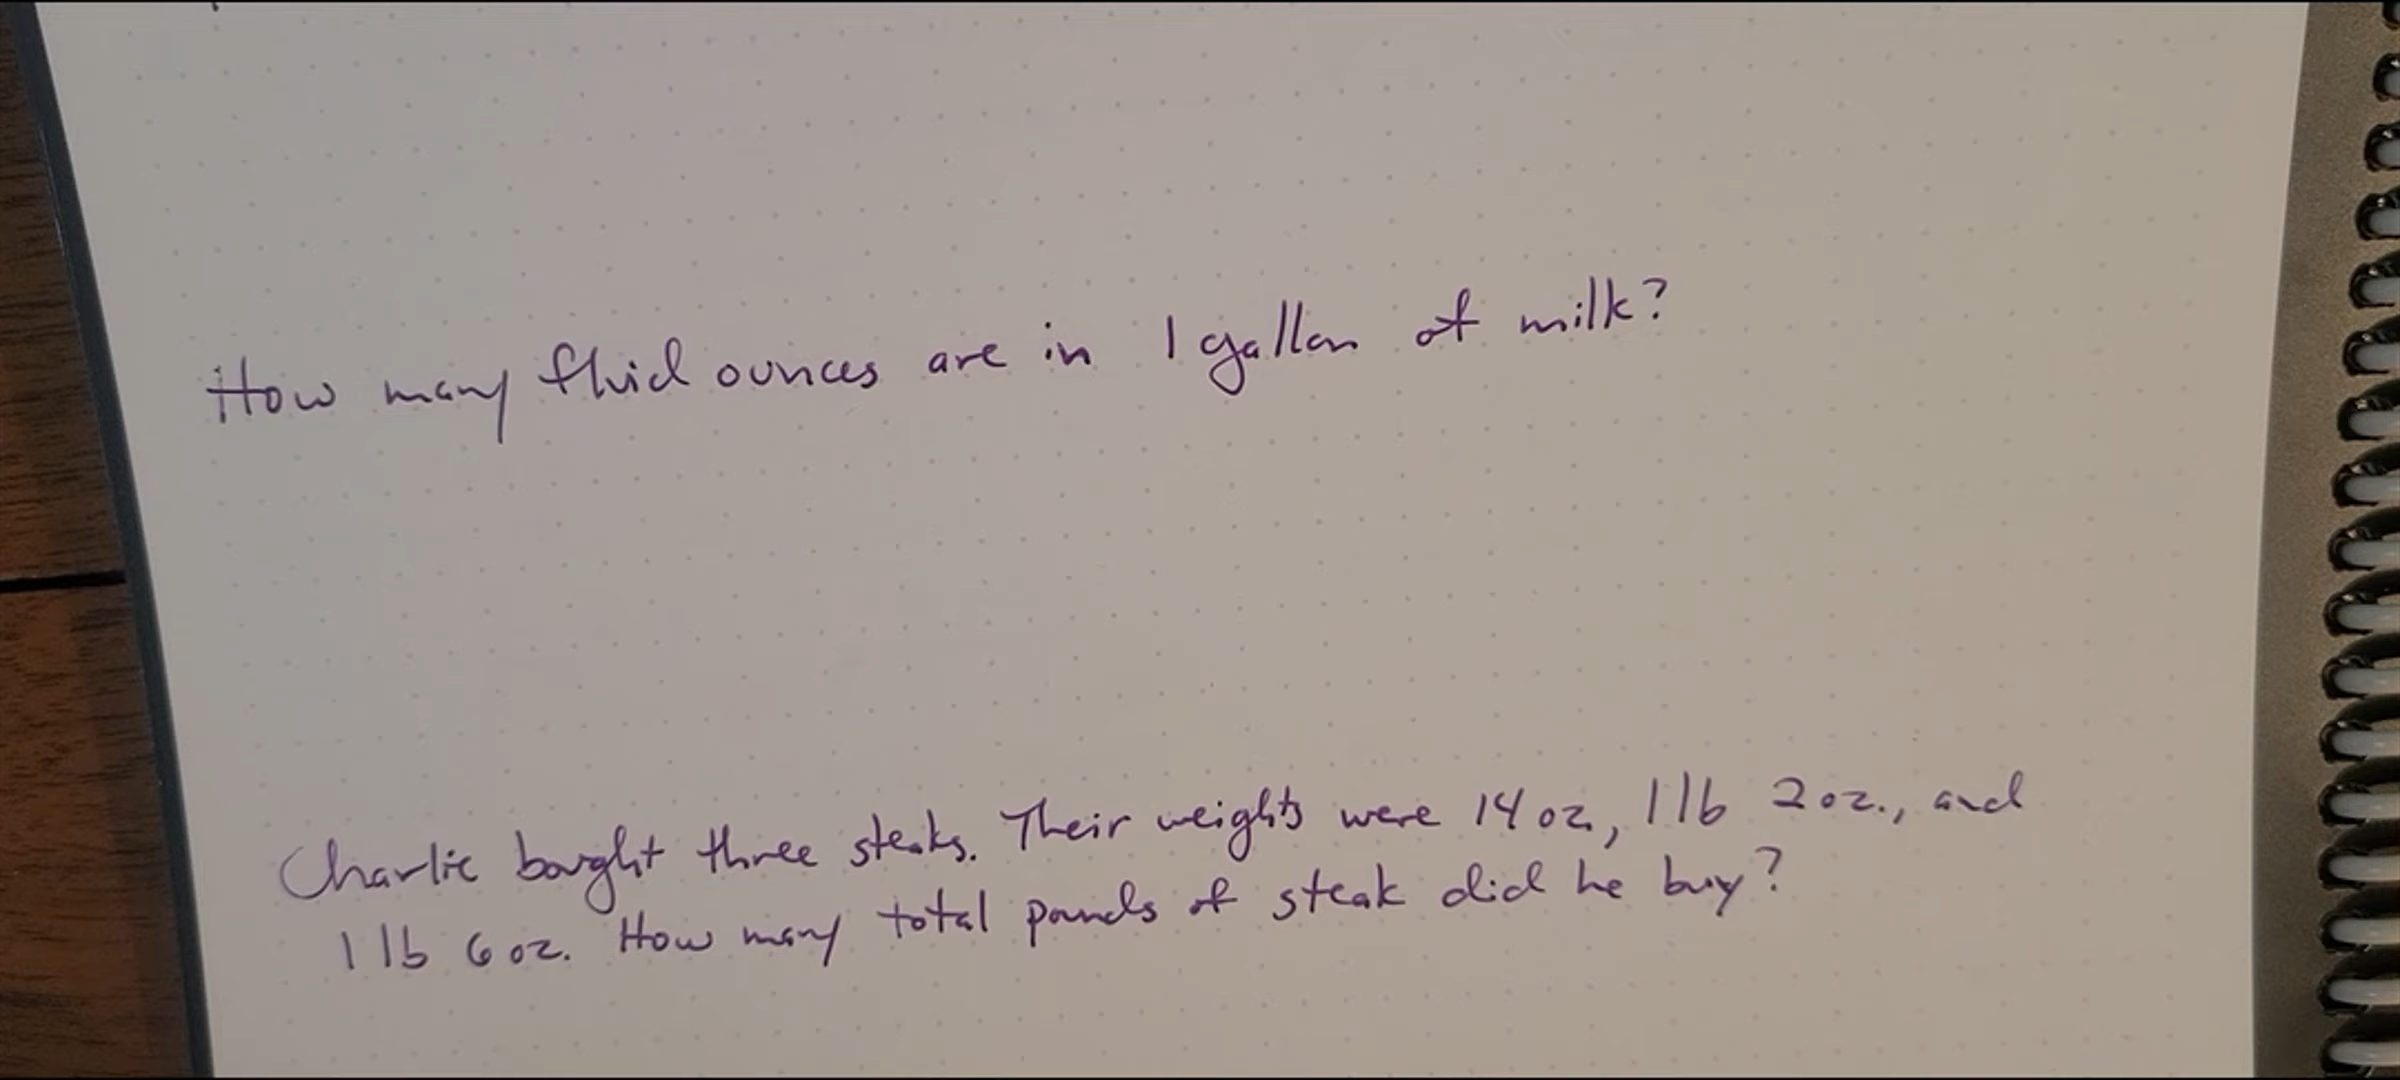 How many fluid ounces are in 1 gallon of milk?
Charlie bought three steaks. Their weights were 14 oz, 1 lb 2 oz., and
1 lb 6 oz. How many total pounds of steak did he buy?